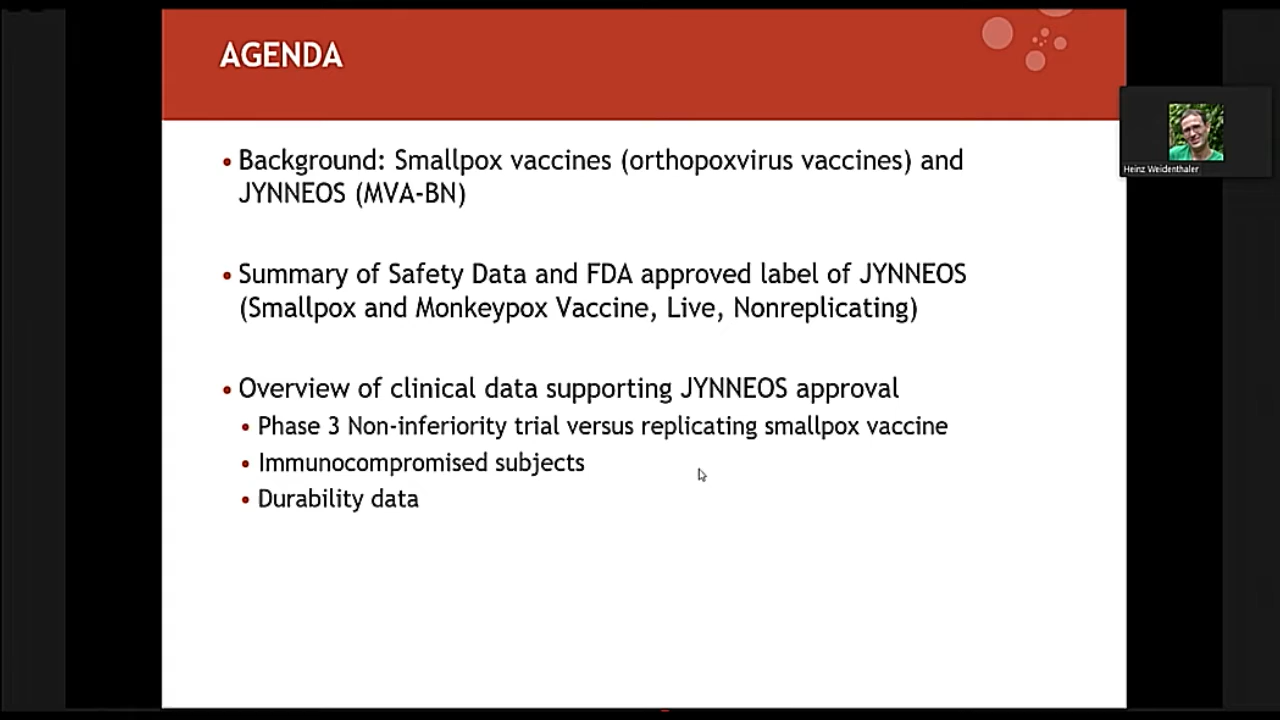 AGENDA
• Background: Smallpox vaccines (orthopoxvirus vaccines) and
JYNNEOS (MVA-BN)
• Summary of Safety Data and FDA approved label of JYNNEOS
(Smallpox and Monkeypox Vaccine, Live, Nonreplicating)
• Overview of clinical data supporting JYNNEOS approval
• Phase 3 Non-inferiority trial versus replicating smallpox vaccine
• Immunocompromised subjects
• Durability data
Heinz Weidenthaler